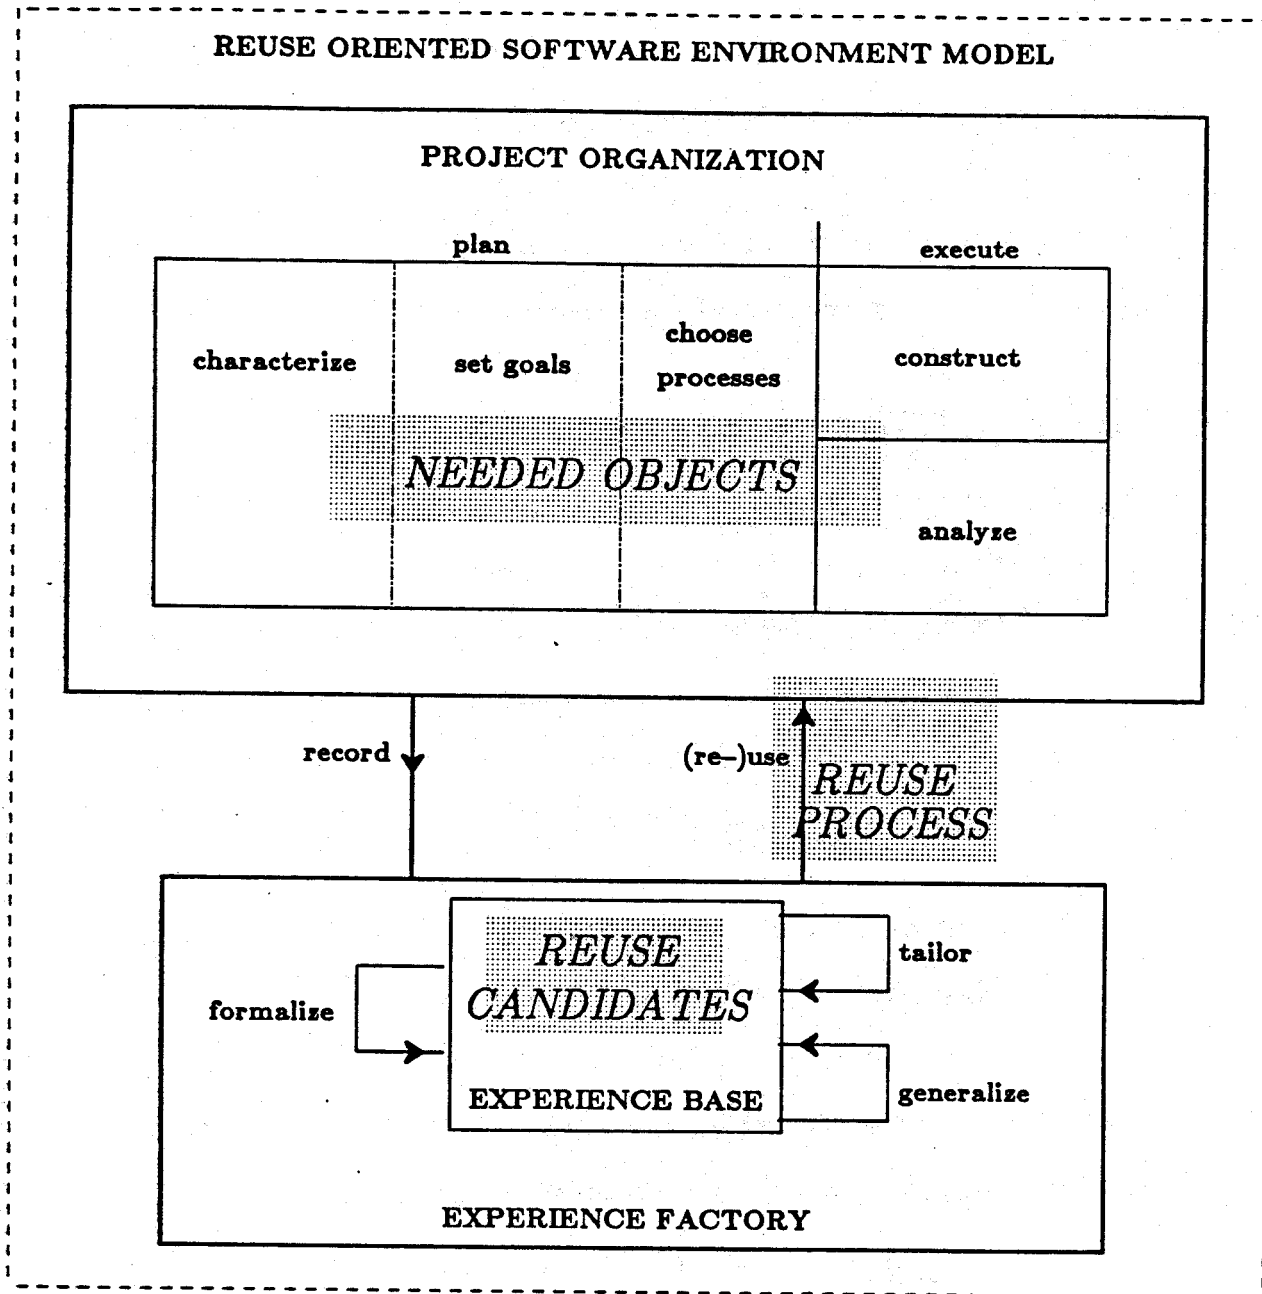 REUSE ORIENTED SOFTWARE ENVIRONMENT MODEL
PROJECT ORGANIZATION
plan
execute
characterize
set goals
choose
processes
construct
NEEDED OBJECTS
analyze
record
(re-)use
REUSE
PROCESS
REUSE
CANDIDATES
tailor
formalize
EXPERIENCE BASE
generalize
EXPERIENCE FACTORY